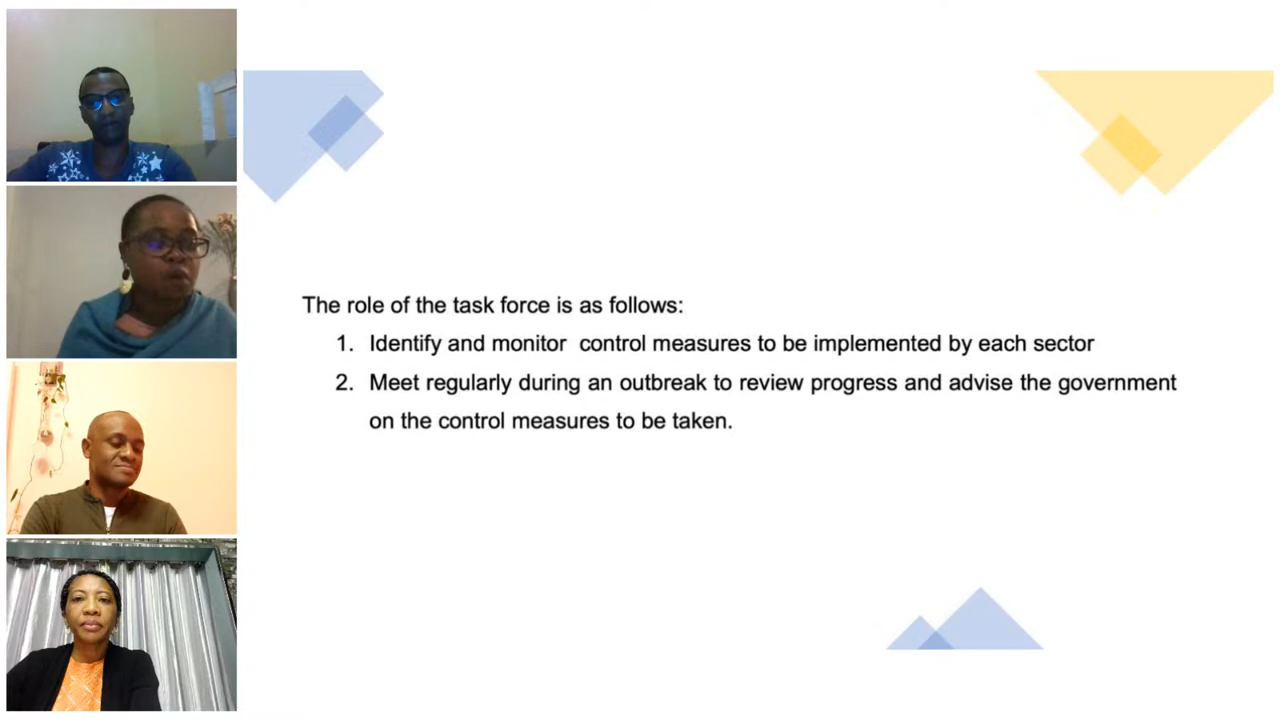 The role of the task force is as follows:
1. Identify and monitor control measures to be implemented by each sector
2. Meet regularly during an outbreak to review progress and advise the government
on the control measures to be taken.